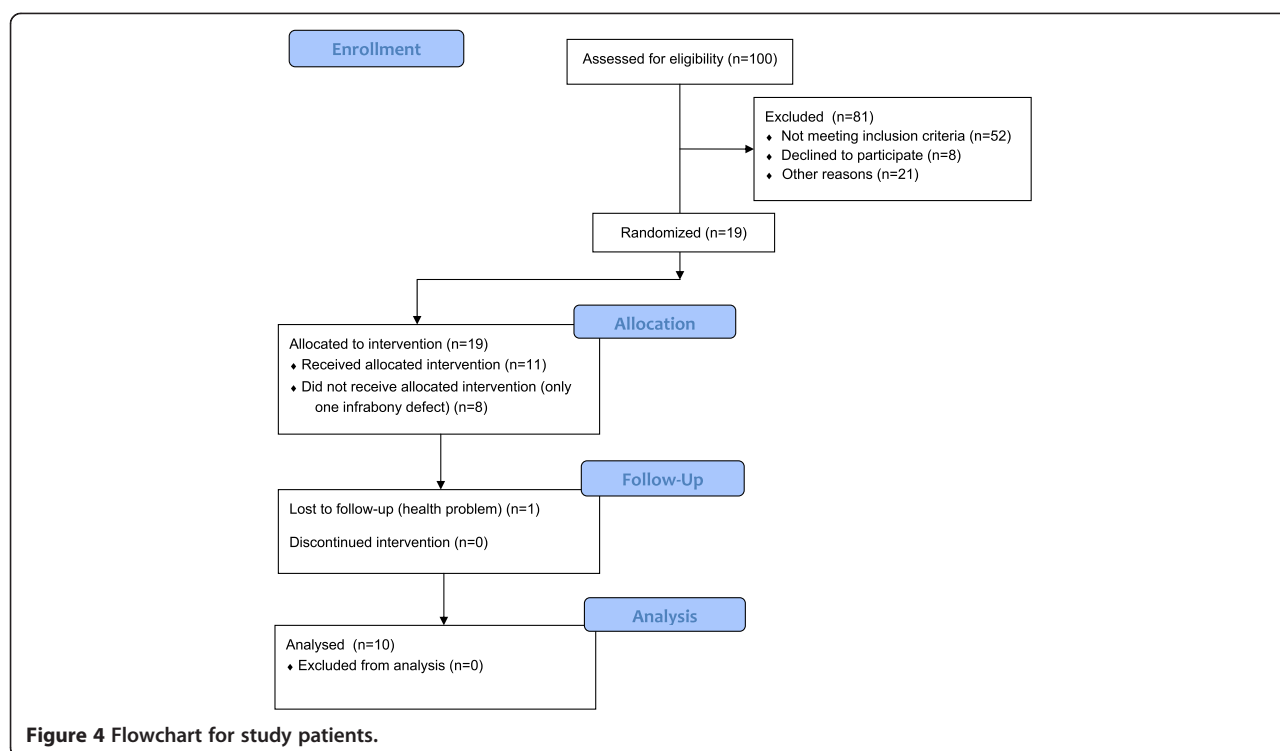 Enrollment
Assessed for eligibility (n=100)
Excluded (n=81)
♦ Not meeting inclusion criteria (n=52)
♦ Declined to participate (n=8)
♦ Other reasons (n=21)
Randomized (n=19)
Allocation
Allocated to intervention (n=19)
♦ Received allocated intervention (n=11)
♦ Did not receive allocated intervention (only
one infrabony defect) (n=8)
Follow-Up
Lost to follow-up (health problem) (n=1)
Discontinued intervention (n=0)
Analysis
Analysed (n=10)
♦ Excluded from analysis (n=0)
Figure 4 Flowchart for study patients.